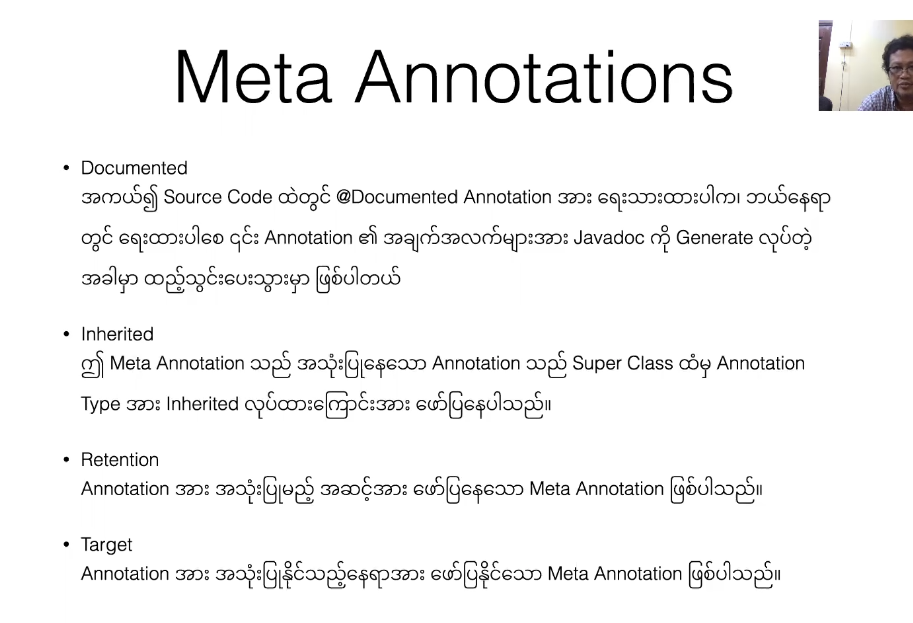 Meta Annotations
• Documented
အကယ်၍ Source Code ထဲတွင် @Documented Annotation အား ရေးသားထားပါက၊ ဘယ်နေရာ
တွင် ရေးထားပါစေ ၎င်း Annotation ၏ အချက်အလက်များအား Javadoc ကို Generate လုပ်တဲ့
အခါမှာ ထည့်သွင်းပေးသွားမှာ ဖြစ်ပါတယ်
• Inherited
ဤ Meta Annotation သည် အသုံးပြုနေသော Annotation သည် Super Class ထံမှ Annotation
Type အား Inherited လုပ်ထားကြောင်းအား ဖော်ပြနေပါသည်။
• Retention
Annotation အား အသုံးပြုမည့် အဆင့်အား ဖော်ပြနေသော Meta Annotation ဖြစ်ပါသည်။
• Target
Annotation အား အသုံးပြုနိုင်သည့်နေရာအား ဖော်ပြနိုင်သော Meta Annotation ဖြစ်ပါသည်။